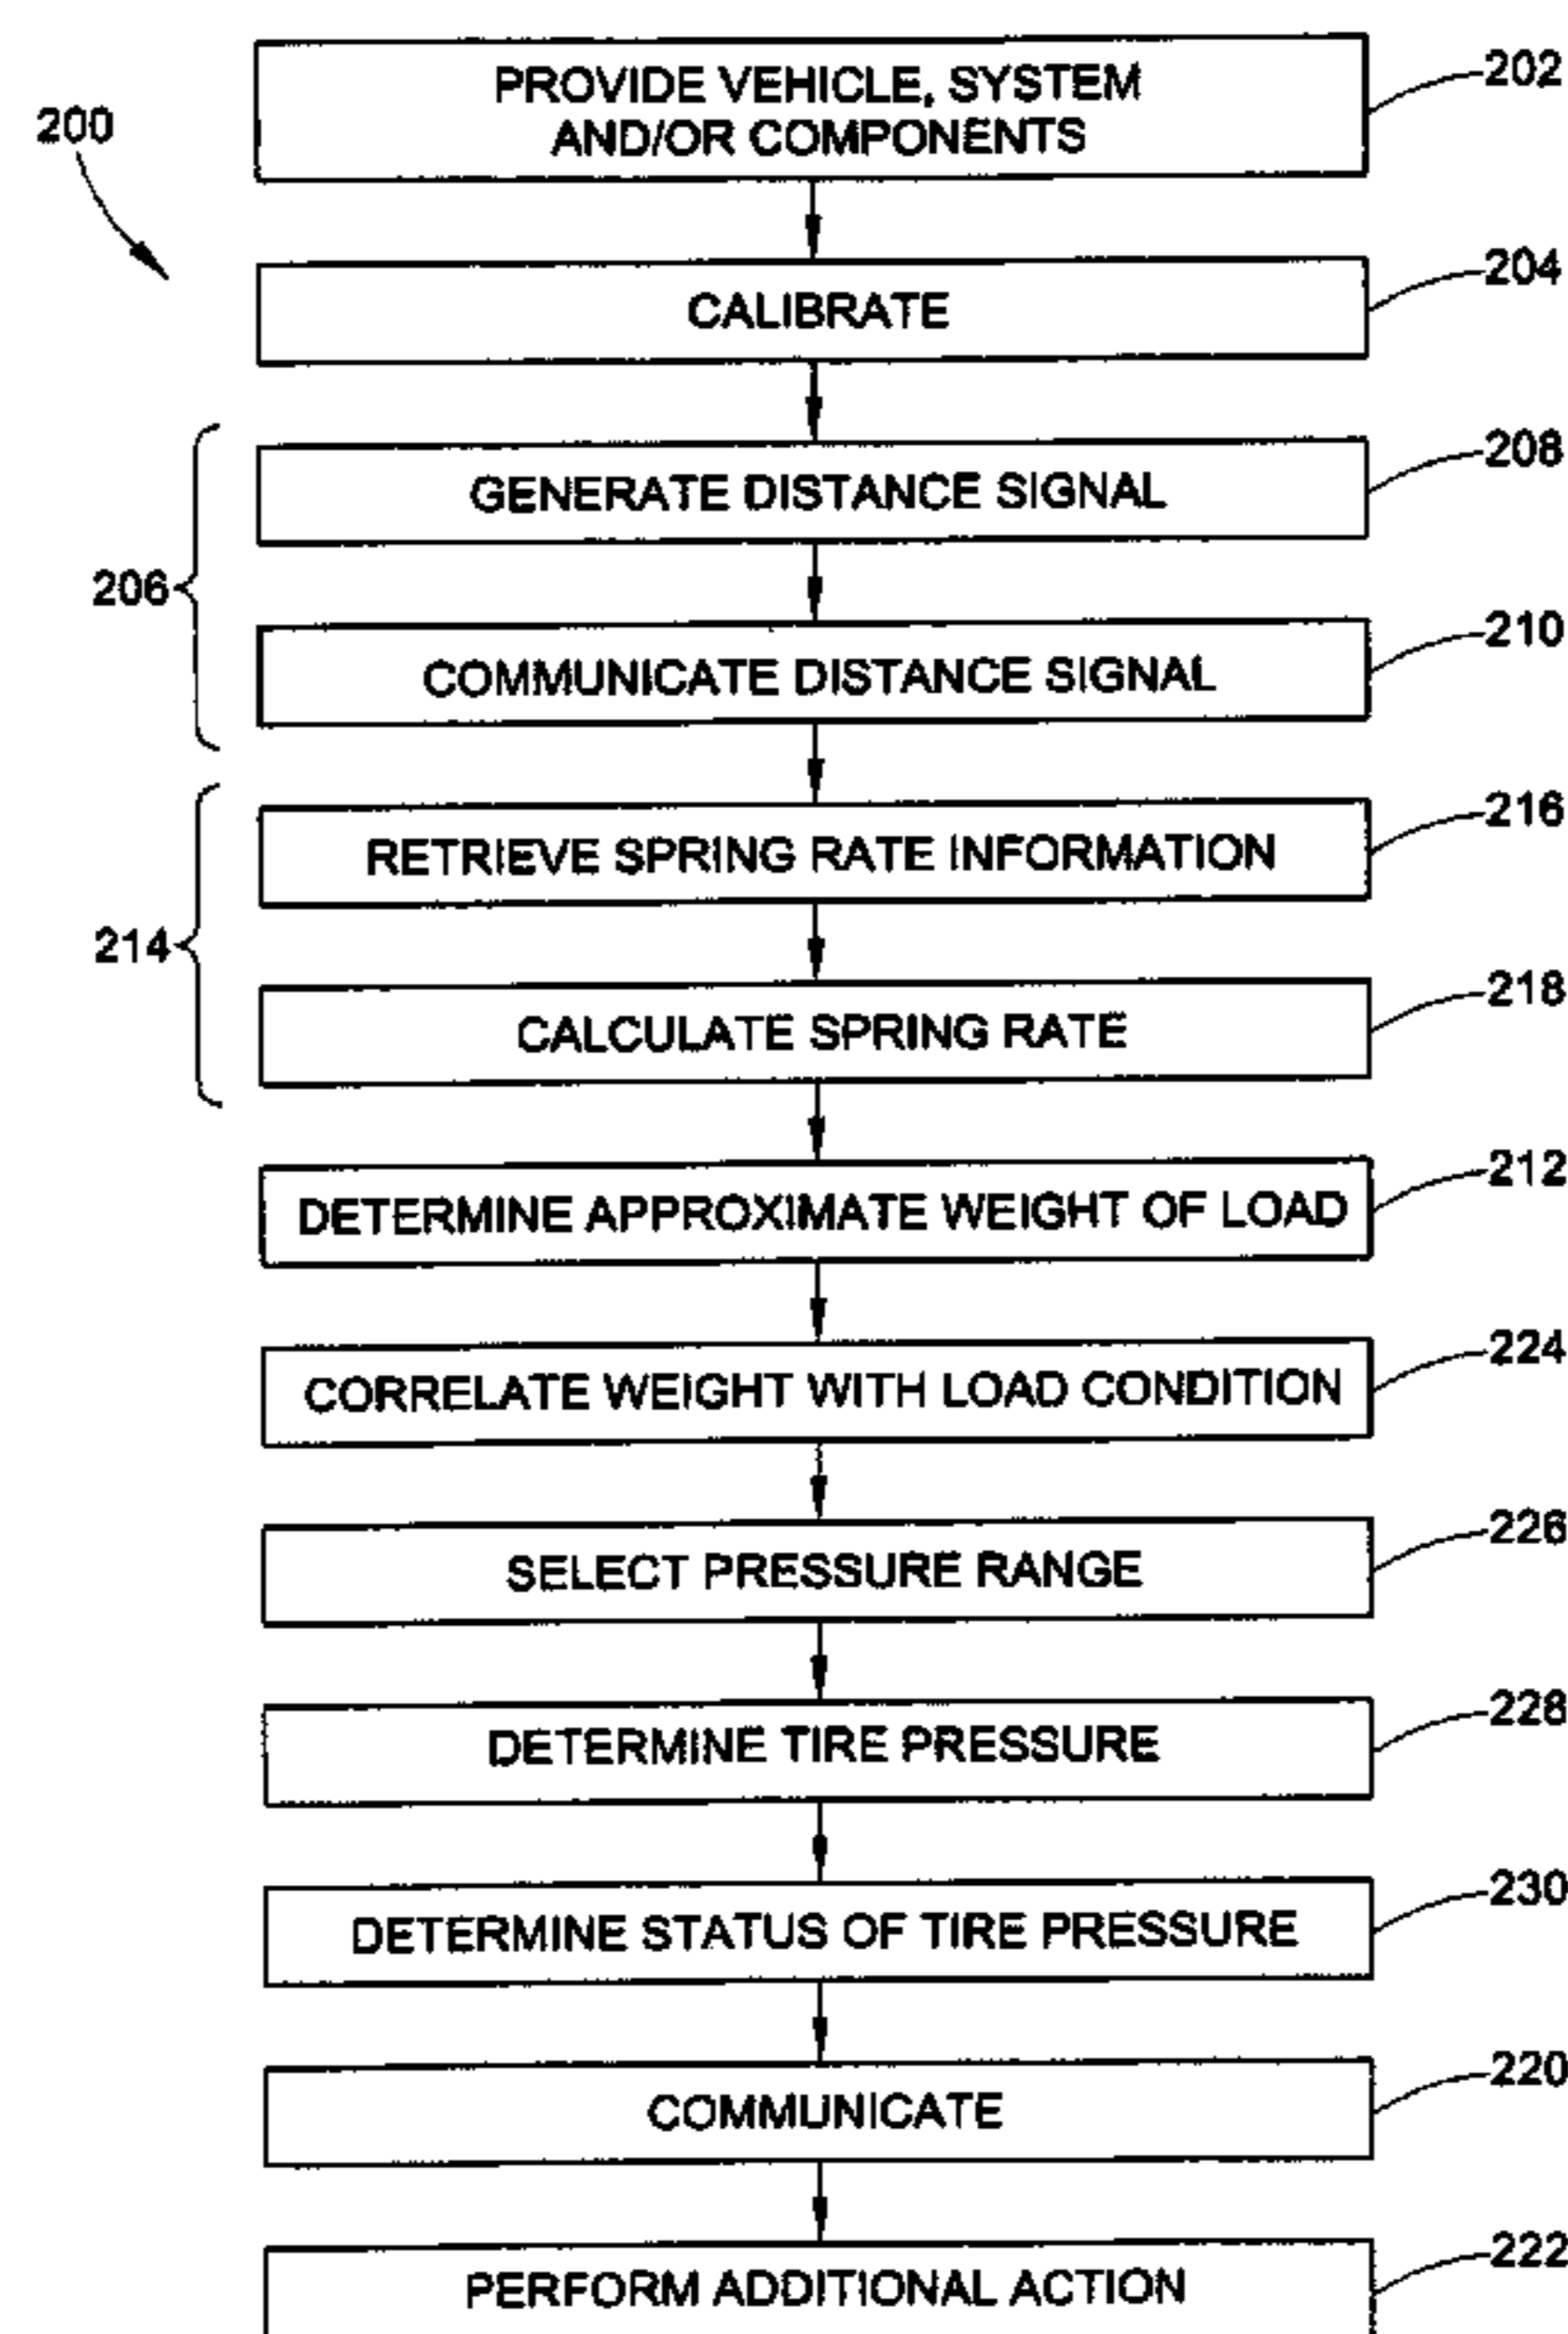 PROVIDE VEHICLE, SYSTEM
AND/OR COMPONENTS
202
200
CALIBRATE
204
GENERATE DISTANCE SIGNAL
208
206
COMMUNICATE DISTANCE SIGNAL
210
RETRIEVE SPRING RATE INFORMATION
216
214
CALCULATE SPRING RATE
218
DETERMINE APPROXIMATE WEIGHT OF LOAD
212
CORRELATE WEIGHT WITH LOAD CONDITION
224
SELECT PRESSURE RANGE
226
DETERMINE TIRE PRESSURE
228
DETERMINE STATUS OF TIRE PRESSURE
230
COMMUNICATE
220
PERFORM ADDITIONAL ACTION
222